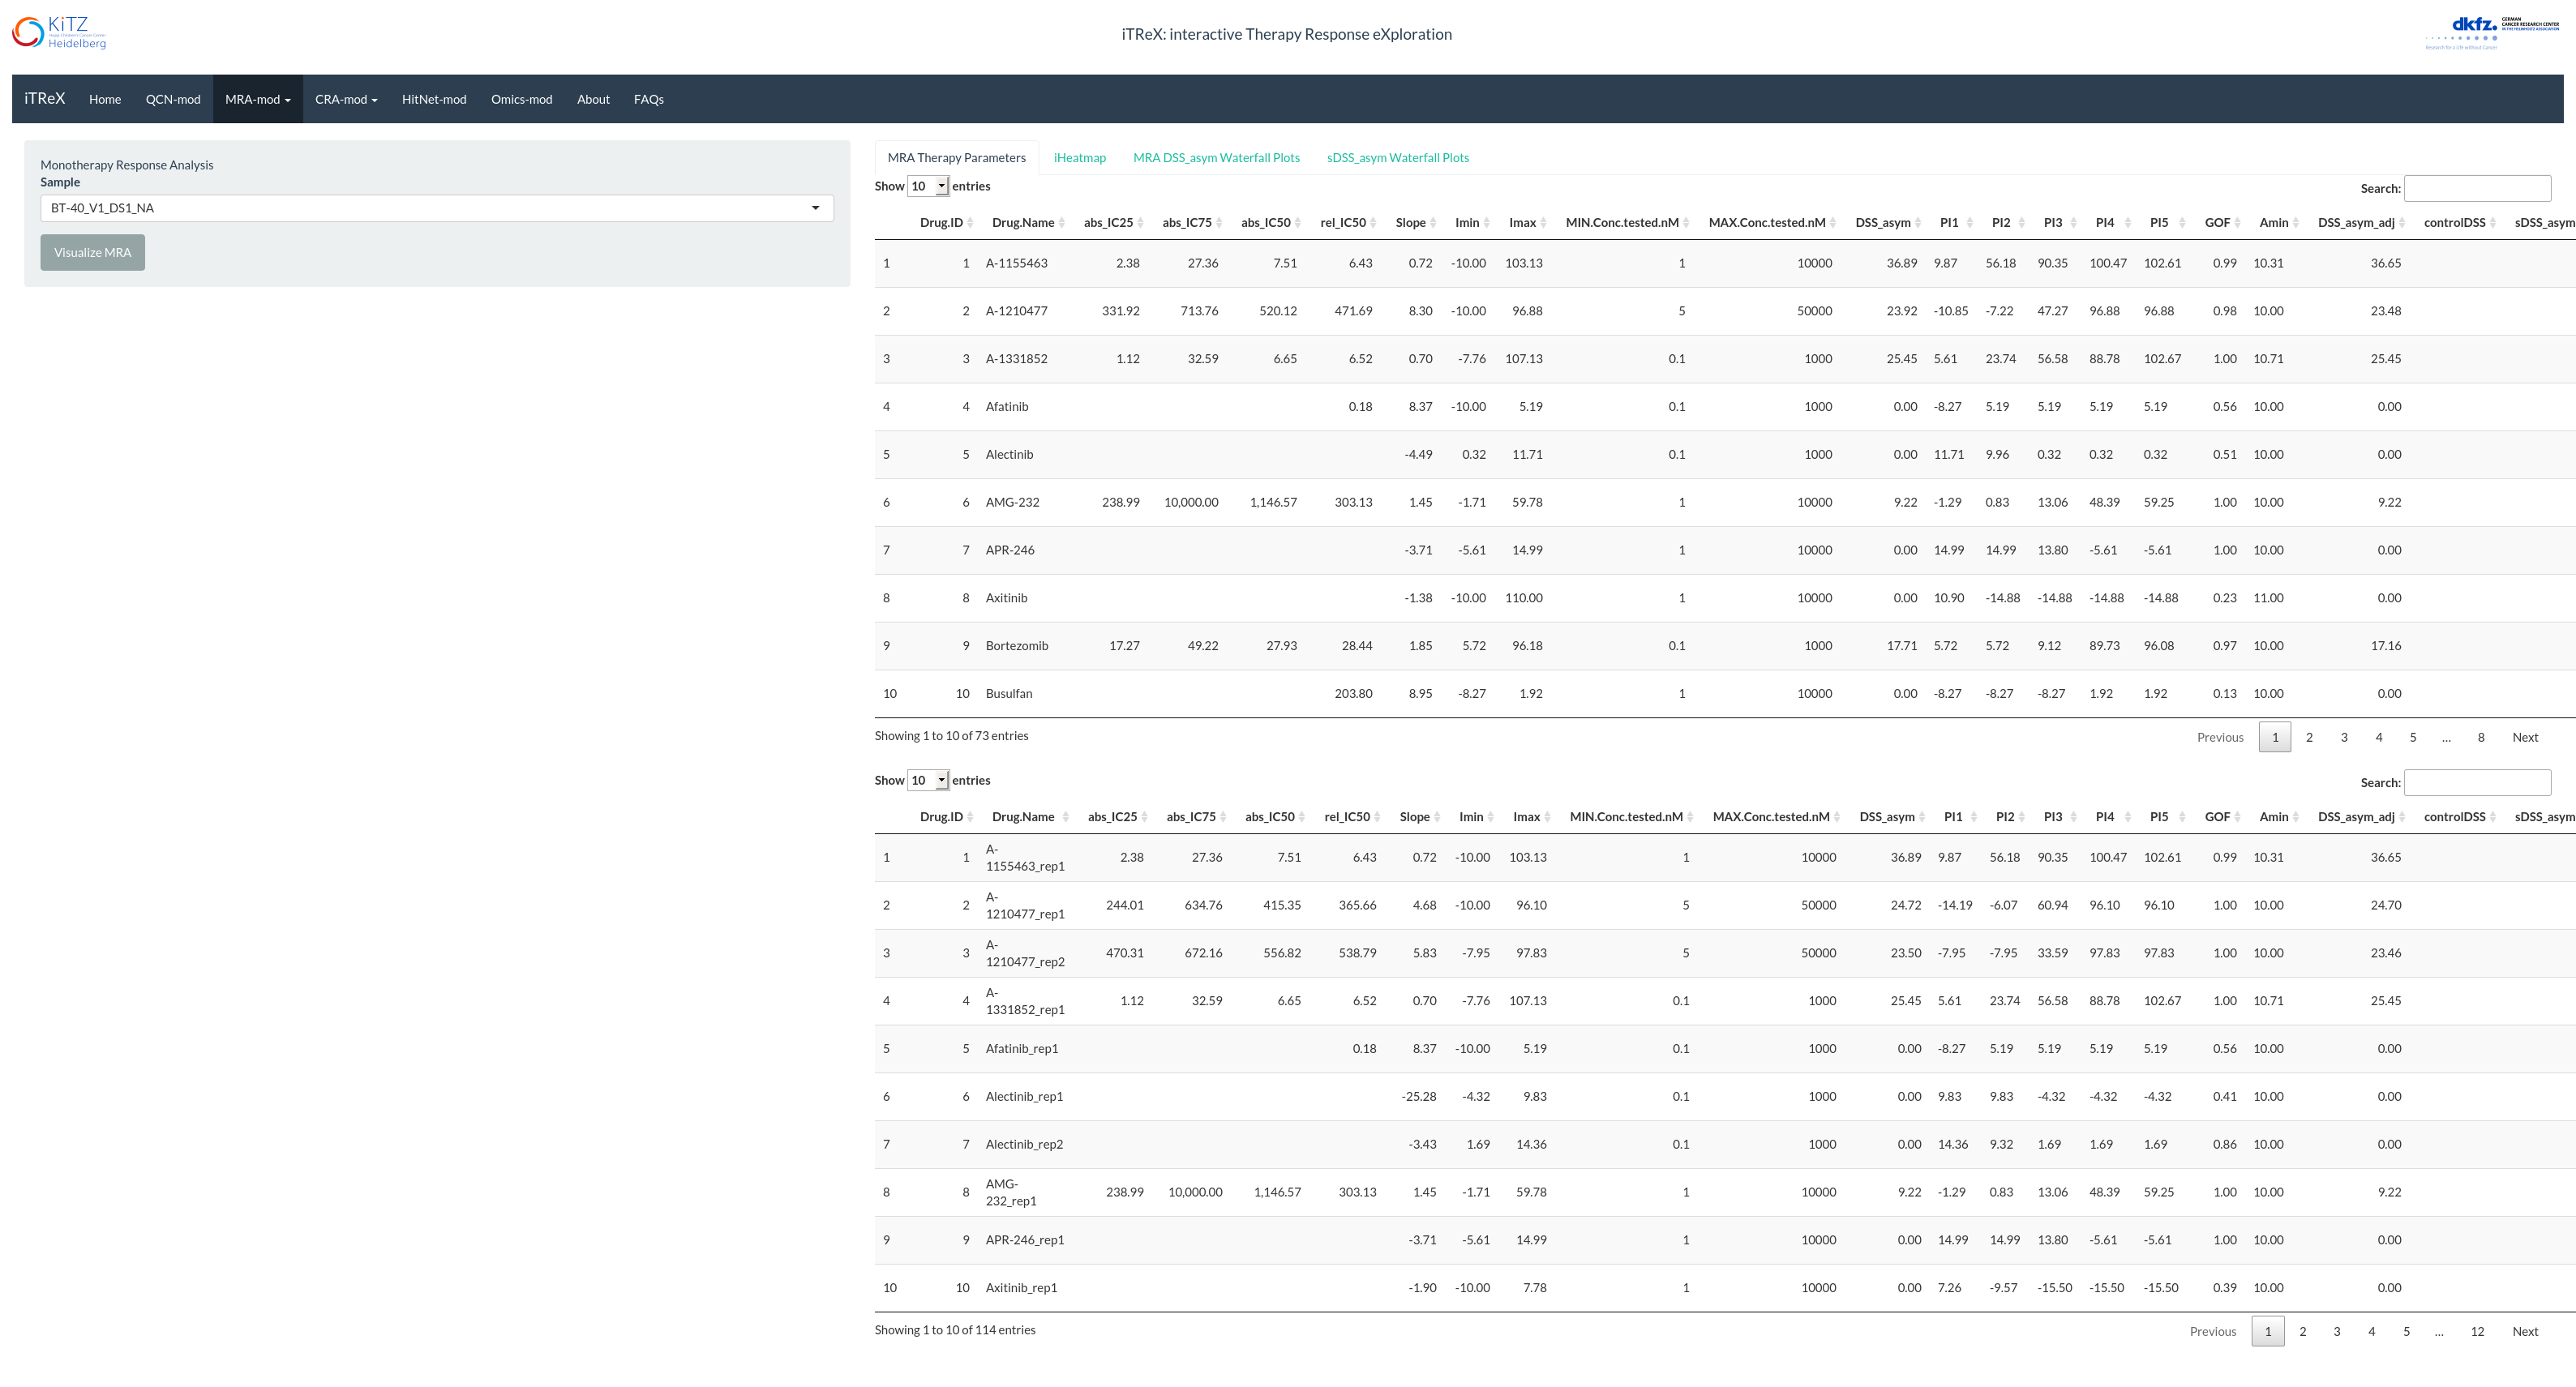 KiTZ
Heidelberg
iTReX: interactive Therapy Response eXploration
dkfz. GERMAN CANCER RESEARCH CENTER IN THE HELMHOLTZ ASSOCIATION
Research for a Life without Cancer
iTReX Home QCN-mod MRA-mod CRA-mod HitNet-mod Omics-mod About FAQs
Monotherapy Response Analysis
Sample
BT-40_V1_DS1_NA
Visualize MRA
MRA Therapy Parameters iHeatmap MRA DSS_asym Waterfall Plots sDSS_asym Waterfall Plots
Show 10 entries Search:
Drug.ID Drug.Name abs_IC25 abs_IC75 abs_IC50 rel_IC50 Slope Imin Imax MIN.Conc.tested.nM MAX.Conc.tested.nM DSS_asym PI1 PI2 PI3 PI4 PI5 GOF Amin DSS_asym_adj controlDSS sDSS_asym
1 1 A-1155463 2.38 27.36 7.51 6.43 0.72 -10.00 103.13 1 10000 36.89 9.87 56.18 90.35 100.47 102.61 0.99 10.31 36.65
2 2 A-1210477 331.92 713.76 520.12 471.69 8.30 -10.00 96.88 5 50000 23.92 -10.85 -7.22 47.27 96.88 96.88 0.98 10.00 23.48
3 3 A-1331852 1.12 32.59 6.65 6.52 0.70 -7.76 107.13 0.1 1000 25.45 5.61 23.74 56.58 88.78 102.67 1.00 10.71 25.45
4 4 Afatinib 0.18 8.37 -10.00 5.19 0.1 1000 0.00 -8.27 5.19 5.19 5.19 5.19 0.56 10.00 0.00
5 5 Alectinib -4.49 0.32 11.71 0.1 1000 0.00 11.71 9.96 0.32 0.32 0.32 0.51 10.00 0.00
6 6 AMG-232 238.99 10,000.00 1,146.57 303.13 1.45 -1.71 59.78 1 10000 9.22 -1.29 0.83 13.06 48.39 59.25 1.00 10.00 9.22
7 7 APR-246 -3.71 -5.61 14.99 1 10000 0.00 14.99 14.99 13.80 -5.61 -5.61 1.00 10.00 0.00
8 8 Axitinib -1.38 -10.00 110.00 1 10000 0.00 10.90 -14.88 -14.88 -14.88 -14.88 0.23 11.00 0.00
9 9 Bortezomib 17.27 49.22 27.93 28.44 1.85 5.72 96.18 0.1 1000 17.71 5.72 5.72 9.12 89.73 96.08 0.97 10.00 17.16
10 10 Busulfan 203.80 8.95 -8.27 1.92 1 10000 0.00 -8.27 -8.27 -8.27 1.92 1.92 0.13 10.00 0.00
Showing 1 to 10 of 73 entries Previous 1 2 3 4 5 … 8 Next
Show 10 entries Search:
Drug.ID Drug.Name abs_IC25 abs_IC75 abs_IC50 rel_IC50 Slope Imin Imax MIN.Conc.tested.nM MAX.Conc.tested.nM DSS_asym PI1 PI2 PI3 PI4 PI5 GOF Amin DSS_asym_adj controlDSS sDSS_asym
1 1 A-1155463_rep1 2.38 27.36 7.51 6.43 0.72 -10.00 103.13 1 10000 36.89 9.87 56.18 90.35 100.47 102.61 0.99 10.31 36.65
2 2 A-1210477_rep1 244.01 634.76 415.35 365.66 4.68 -10.00 96.10 5 50000 24.72 -14.19 -6.07 60.94 96.10 96.10 1.00 10.00 24.70
3 3 A-1210477_rep2 470.31 672.16 556.82 538.79 5.83 -7.95 97.83 5 50000 23.50 -7.95 -7.95 33.59 97.83 97.83 1.00 10.00 23.46
4 4 A-1331852_rep1 1.12 32.59 6.65 6.52 0.70 -7.76 107.13 0.1 1000 25.45 5.61 23.74 56.58 88.78 102.67 1.00 10.71 25.45
5 5 Afatinib_rep1 0.18 8.37 -10.00 5.19 0.1 1000 0.00 -8.27 5.19 5.19 5.19 5.19 0.56 10.00 0.00
6 6 Alectinib_rep1 -25.28 -4.32 9.83 0.1 1000 0.00 9.83 9.83 -4.32 -4.32 -4.32 0.41 10.00 0.00
7 7 Alectinib_rep2 -3.43 1.69 14.36 0.1 1000 0.00 14.36 9.32 1.69 1.69 1.69 0.86 10.00 0.00
8 8 AMG-232_rep1 238.99 10,000.00 1,146.57 303.13 1.45 -1.71 59.78 1 10000 9.22 -1.29 0.83 13.06 48.39 59.25 1.00 10.00 9.22
9 9 APR-246_rep1 -3.71 -5.61 14.99 1 10000 0.00 14.99 14.99 13.80 -5.61 -5.61 1.00 10.00 0.00
10 10 Axitinib_rep1 -1.90 -10.00 7.78 1 10000 0.00 7.26 -9.57 -15.50 -15.50 -15.50 0.39 10.00 0.00
Showing 1 to 10 of 114 entries Previous 1 2 3 4 5 … 12 Next